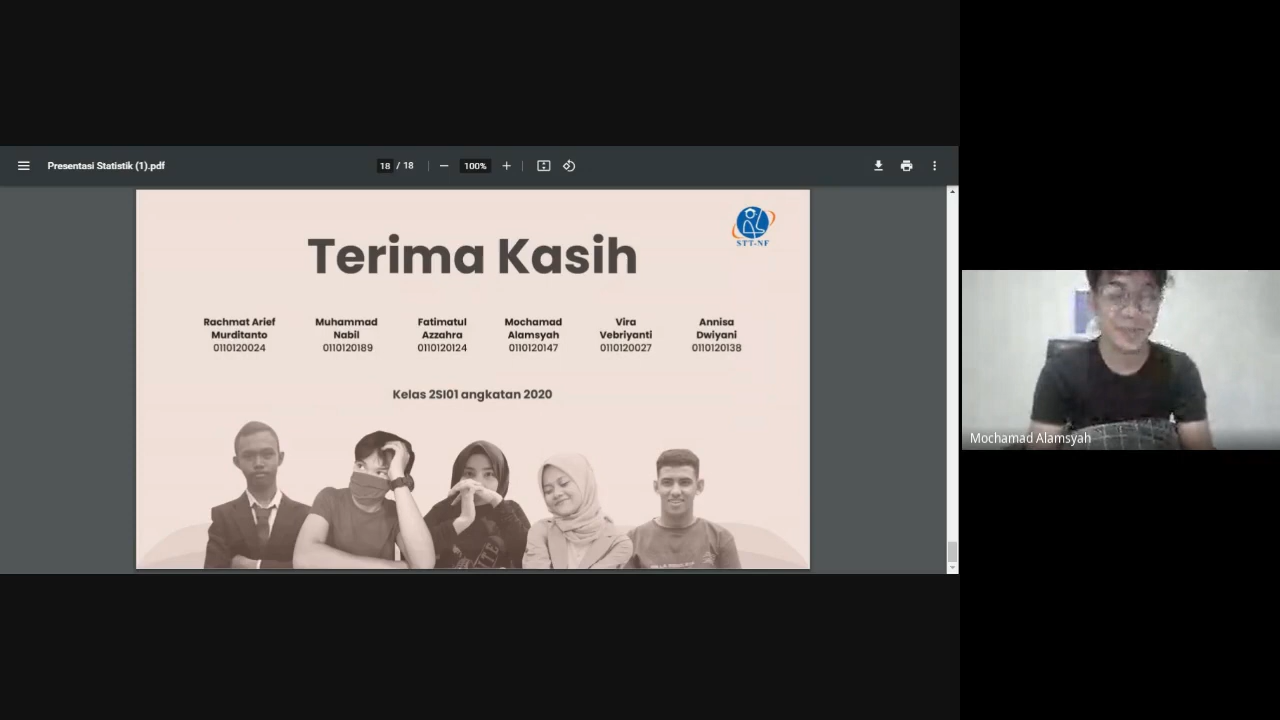 Presentasi Statistik (1).pdf
18 / 18
100%
STT-NF
Terima Kasih
Rachmat Arief
Murditanto
0110120024
Muhammad
Nabil
0110120189
Fatimatul
Azzahra
0110120124
Mochamad
Alamsyah
0110120147
Vira
Vebriyanti
0110120027
Annisa
Dwiyani
0110120138
Kelas 2SI01 angkatan 2020
Mochamad Alamsyah